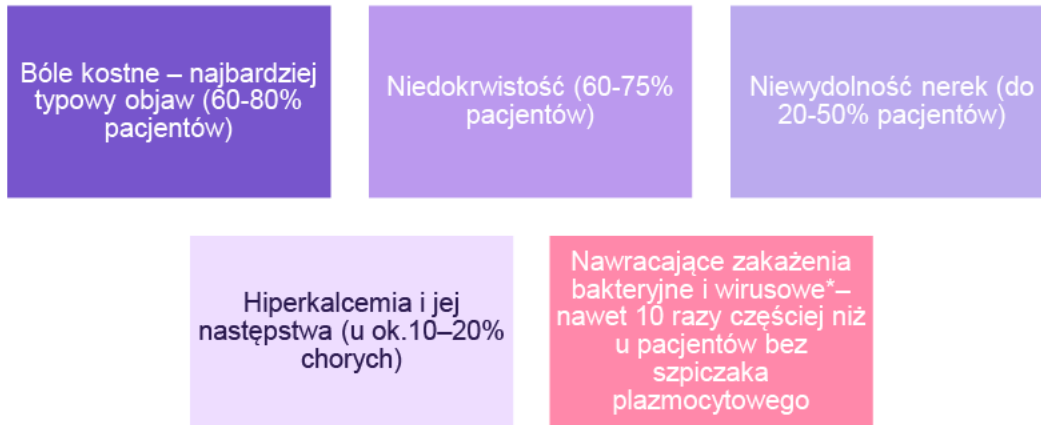 Bóle kostne – najbardziej
typowy objaw (60-80%
pacjentów)
Niedokrwistość (60-75%
pacjentów)
Niewydolność nerek (do
20-50% pacjentów)
Hiperkalcemia i jej
następstwa (u ok.10–20%
chorych)
Nawracające zakażenia
bakteryjne i wirusowe*–
nawet 10 razy częściej niż
u pacjentów bez
szpiczaka
plazmocytowego